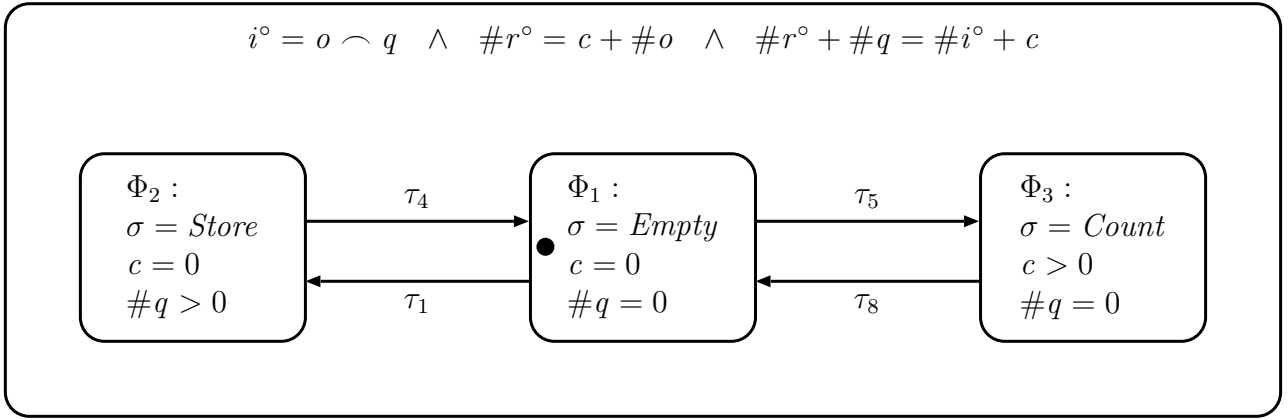 i° = o ⌢ q ∧ #r° = c + #o ∧ #r° + #q = #i° + c
Φ₂ :
σ = Store
c = 0
#q > 0
τ₄
τ₁
Φ₁ :
σ = Empty
c = 0
#q = 0
τ₅
τ₈
Φ₃ :
σ = Count
c > 0
#q = 0